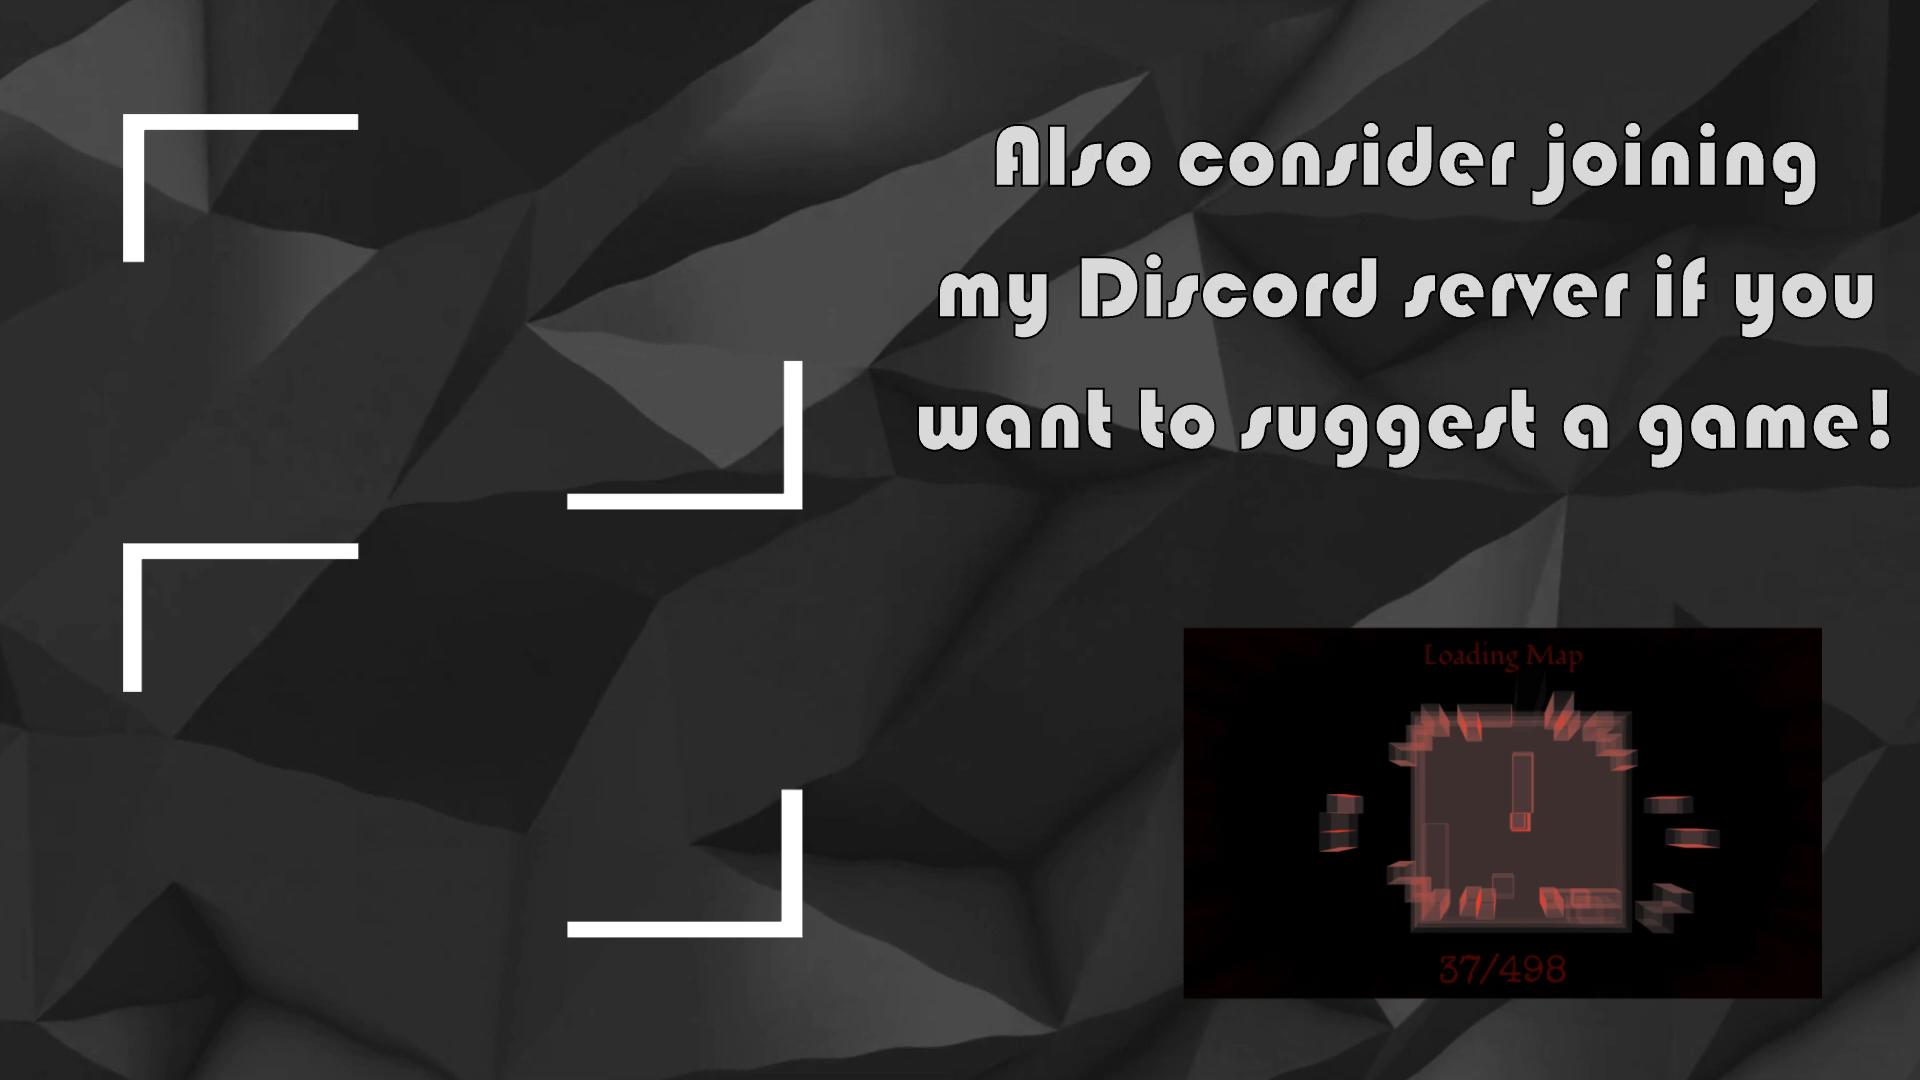 Also consider joining
my Discord server if you
want to suggest a game!
Loading Map
37/498